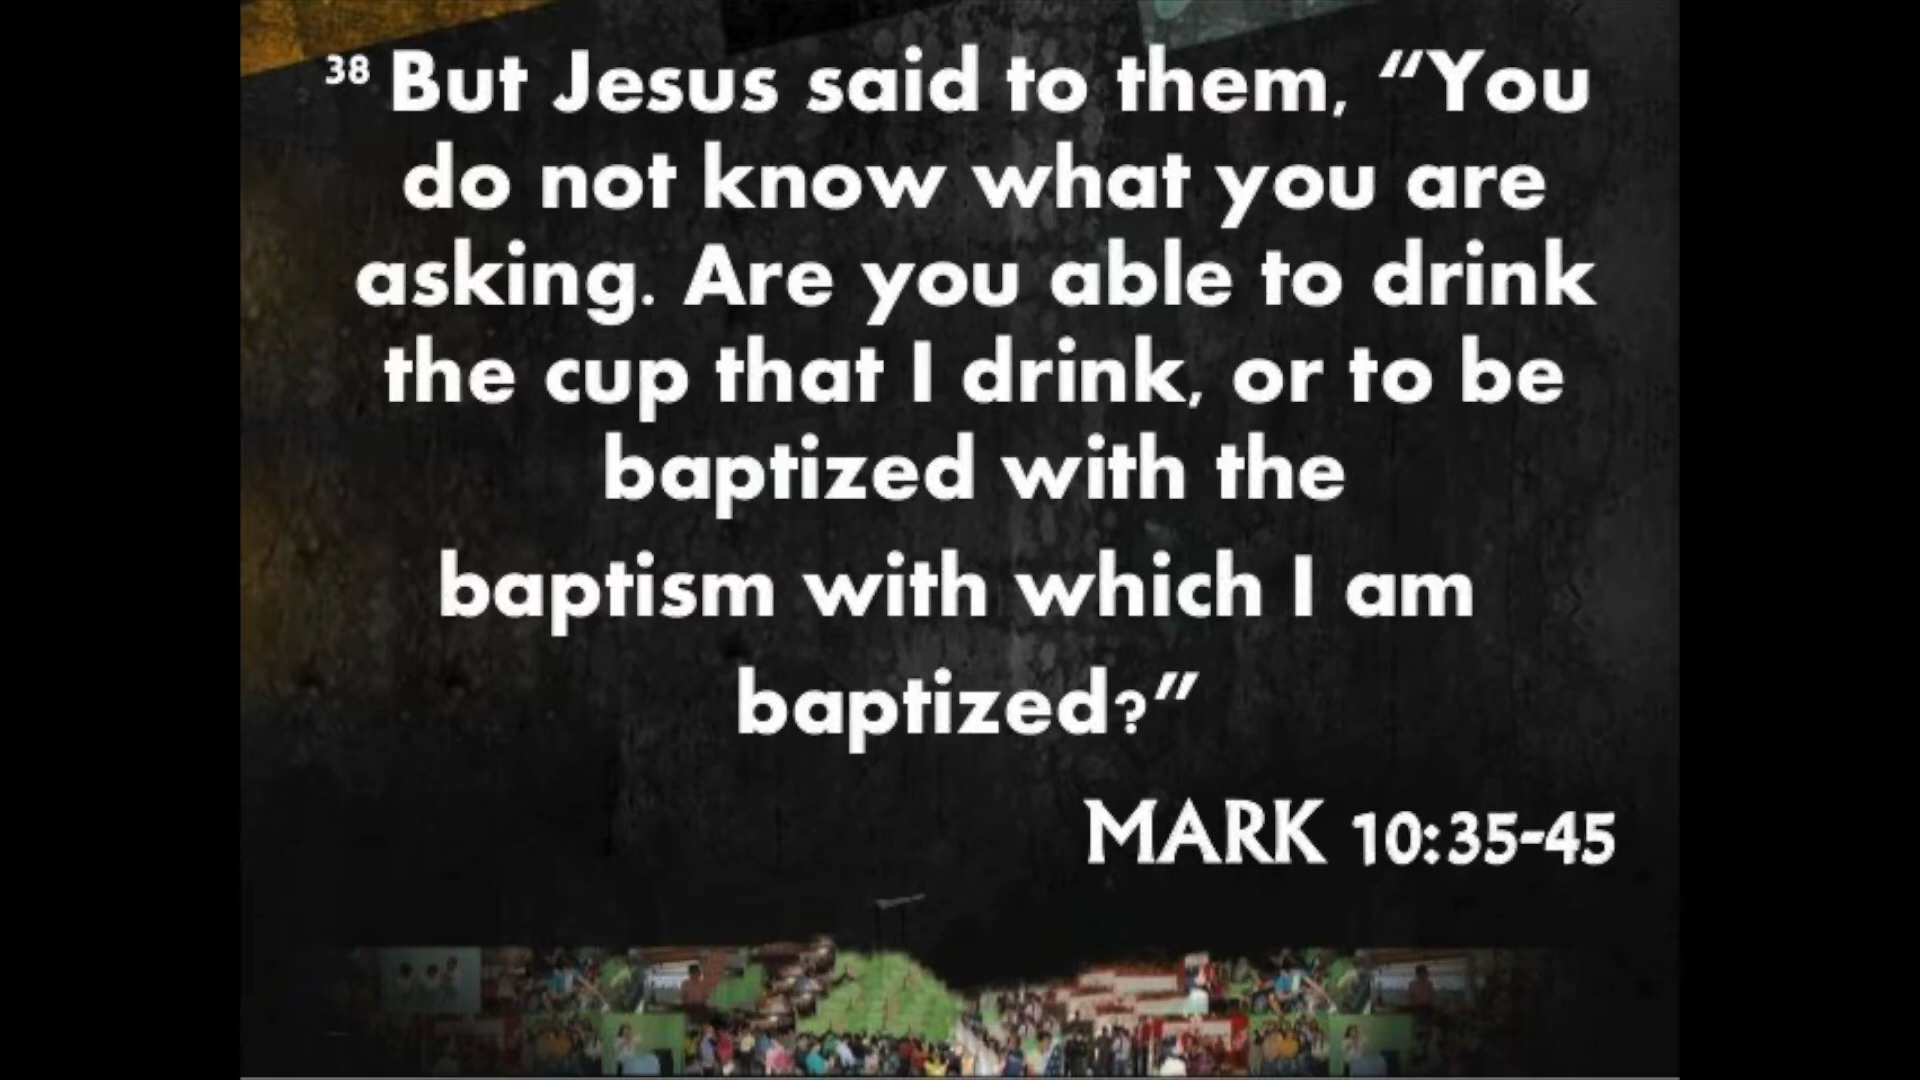 38 But Jesus said to them, “You
do not know what you are
asking. Are you able to drink
the cup that I drink, or to be
baptized with the
baptism with which I am
baptized?”
MARK 10:35-45